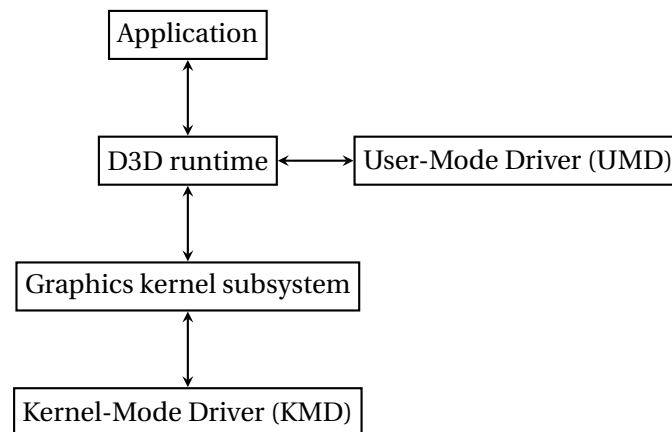 Application
D3D runtime
User-Mode Driver (UMD)
Graphics kernel subsystem
Kernel-Mode Driver (KMD)